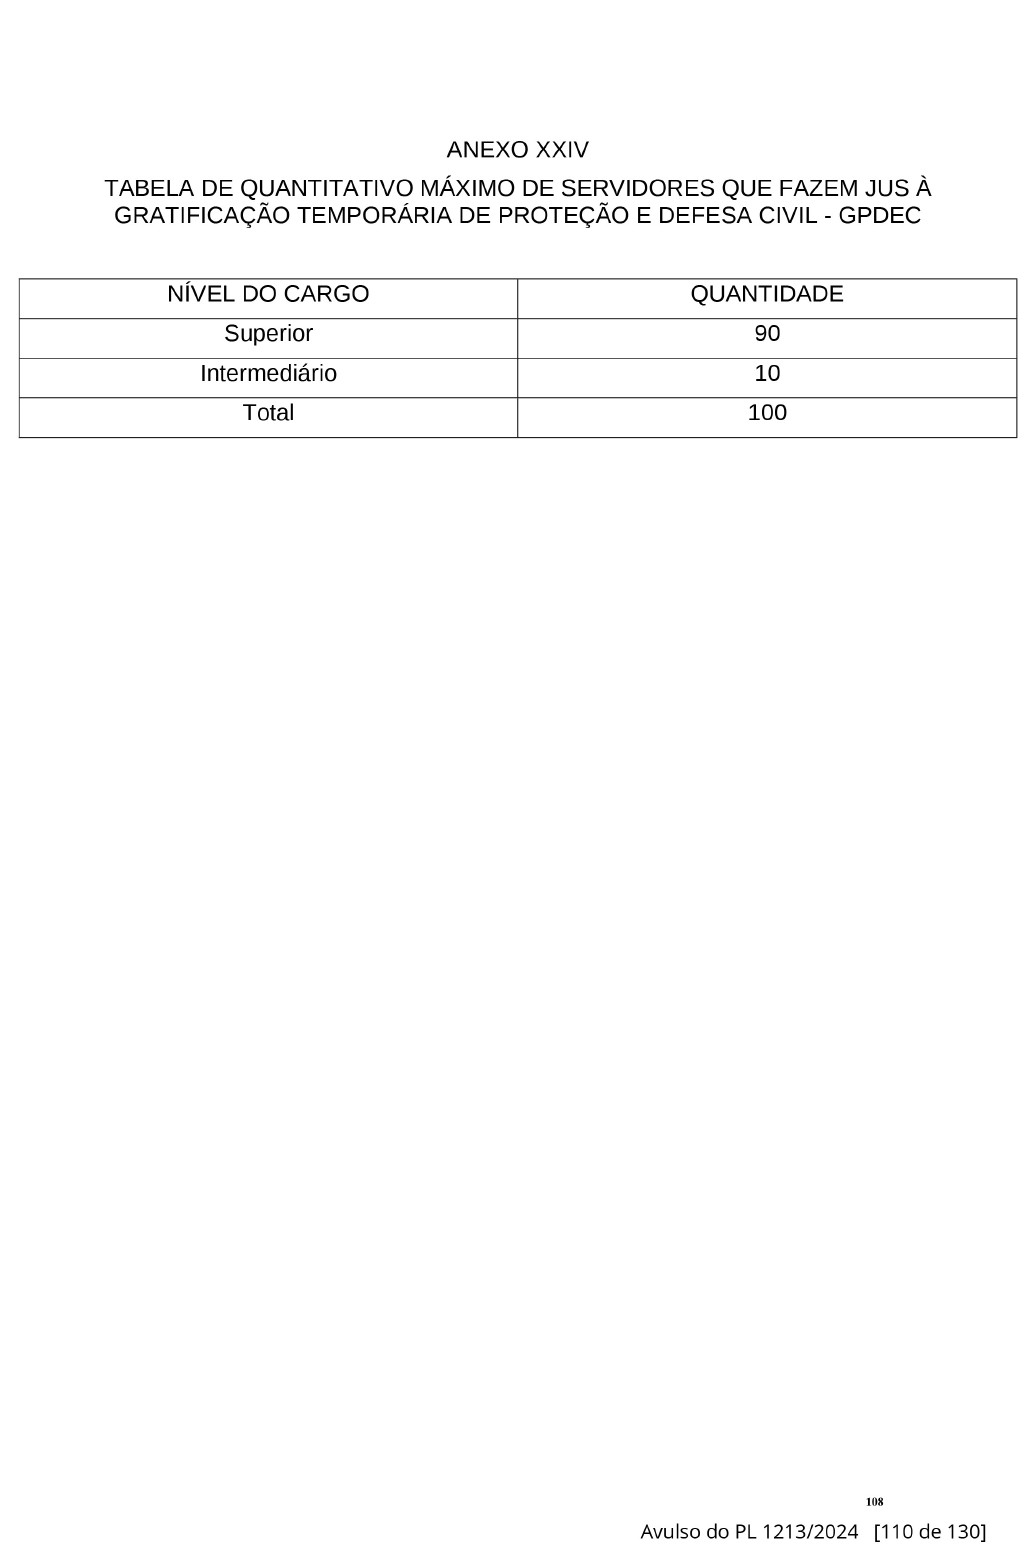 ANEXO XXIV
TABELA DE QUANTITATIVO MÁXIMO DE SERVIDORES QUE FAZEM JUS À
GRATIFICAÇÃO TEMPORÁRIA DE PROTEÇÃO E DEFESA CIVIL - GPDEC
NÍVEL DO CARGO QUANTIDADE
Superior 90
Intermediário 10
Total 100
108
Avulso do PL 1213/2024 [110 de 130]